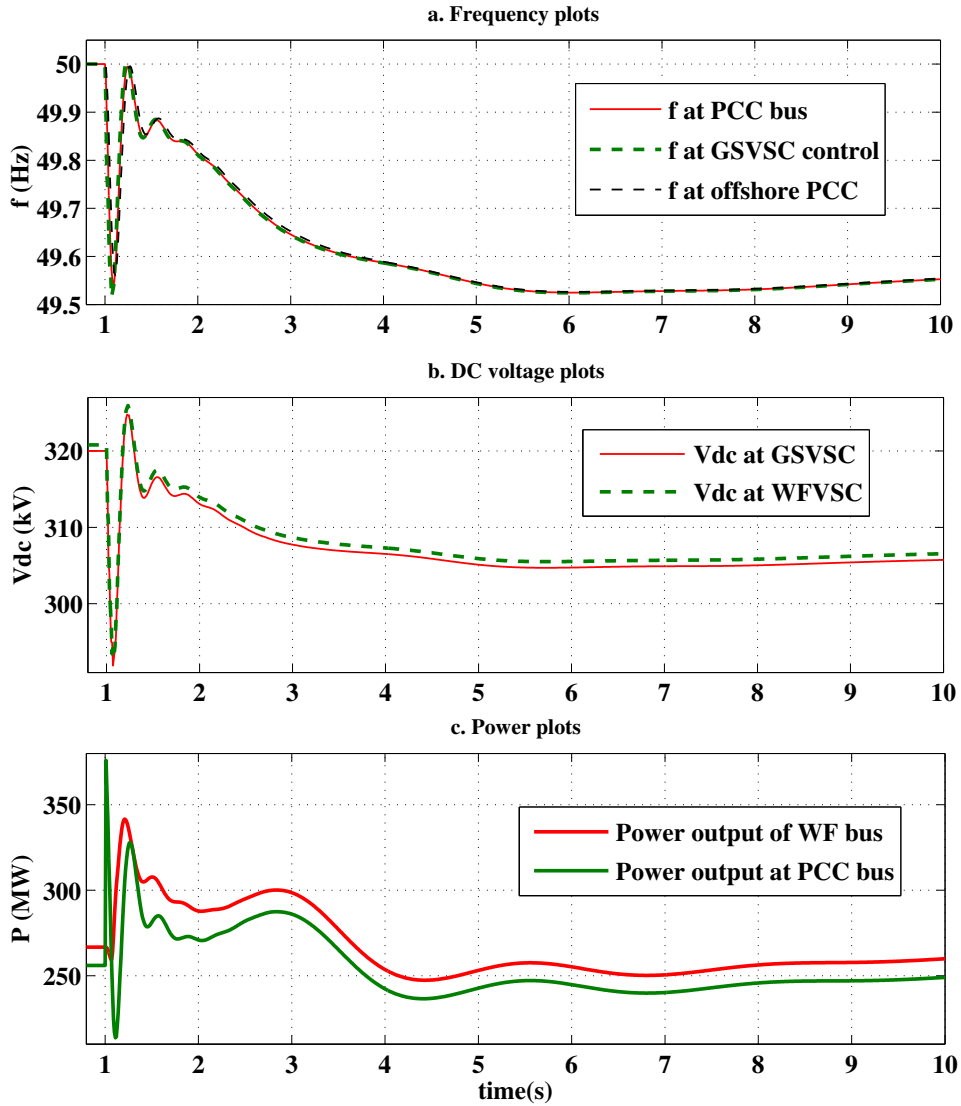 a. Frequency plots
50
49.9
49.8
49.7
49.6
49.5
f (Hz)
f at PCC bus
f at GSVSC control
f at offshore PCC
1 2 3 4 5 6 7 8 9 10
b. DC voltage plots
320
310
300
Vdc (kV)
Vdc at GSVSC
Vdc at WFVSC
1 2 3 4 5 6 7 8 9 10
c. Power plots
350
300
250
P (MW)
Power output of WF bus
Power output at PCC bus
1 2 3 4 5 6 7 8 9 10
time(s)